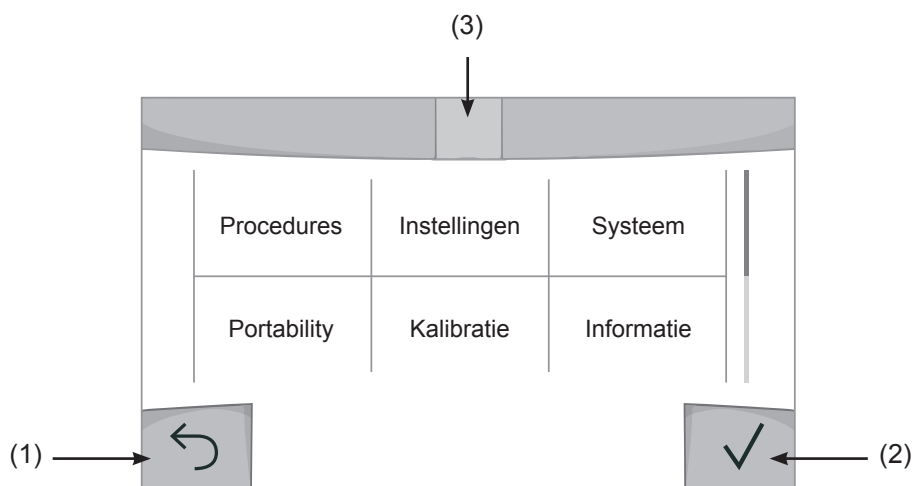 (3)
Procedures Instellingen Systeem
Portability Kalibratie Informatie
(1) (2)